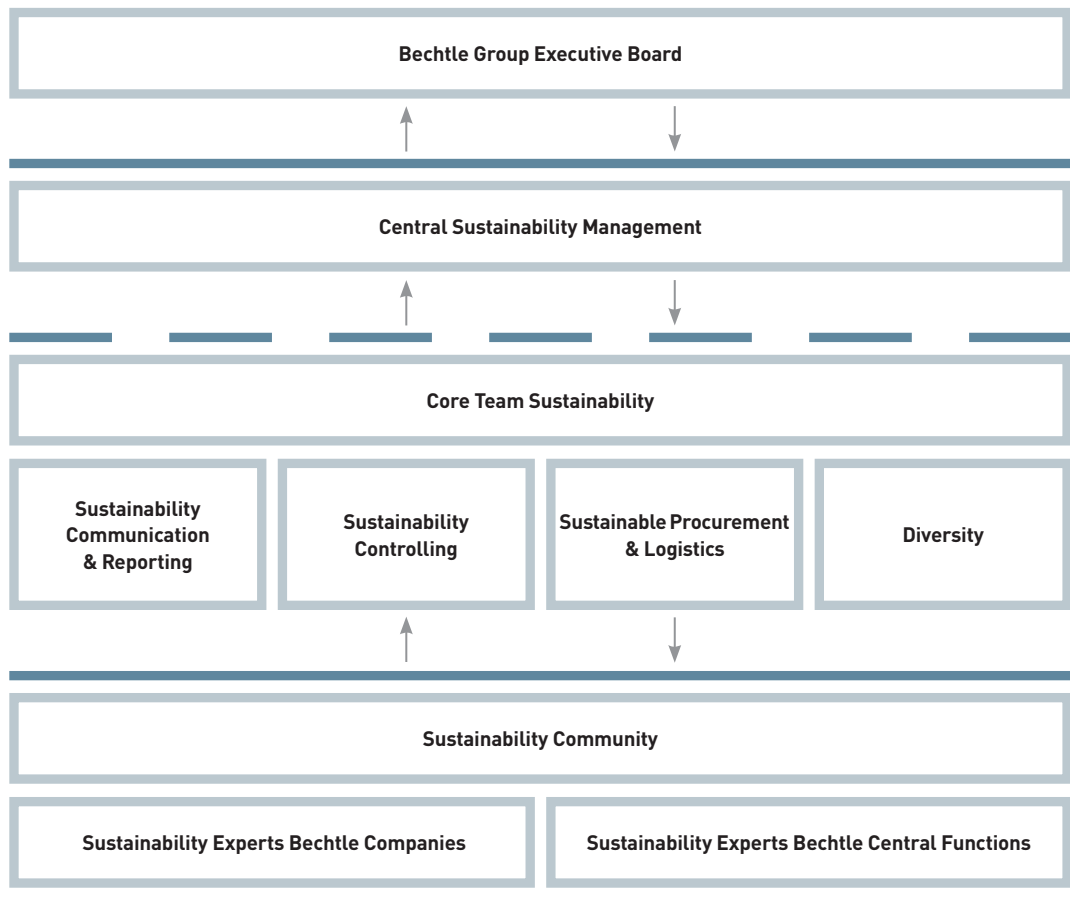 Bechtle Group Executive Board
Central Sustainability Management
Core Team Sustainability
Sustainability
Communication
& Reporting
Sustainability
Controlling
Sustainable Procurement
& Logistics
Diversity
Sustainability Community
Sustainability Experts Bechtle Companies
Sustainability Experts Bechtle Central Functions